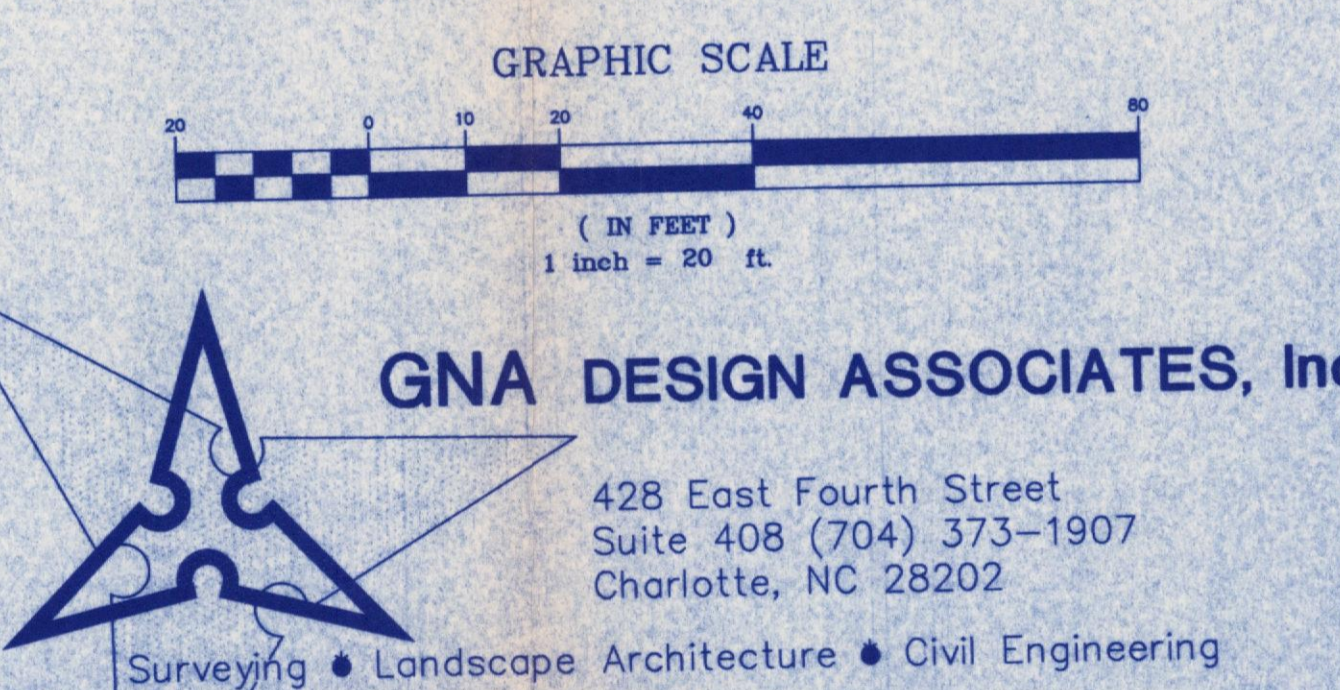 GRAPHIC SCALE
20 0 10 20 40 80
( IN FEET )
1 inch = 20 ft.
GNA DESIGN ASSOCIATES, Inc
428 East Fourth Street
Suite 408 (704) 373-1907
Charlotte, NC 28202
Surveying Landscape Architecture Civil Engineering